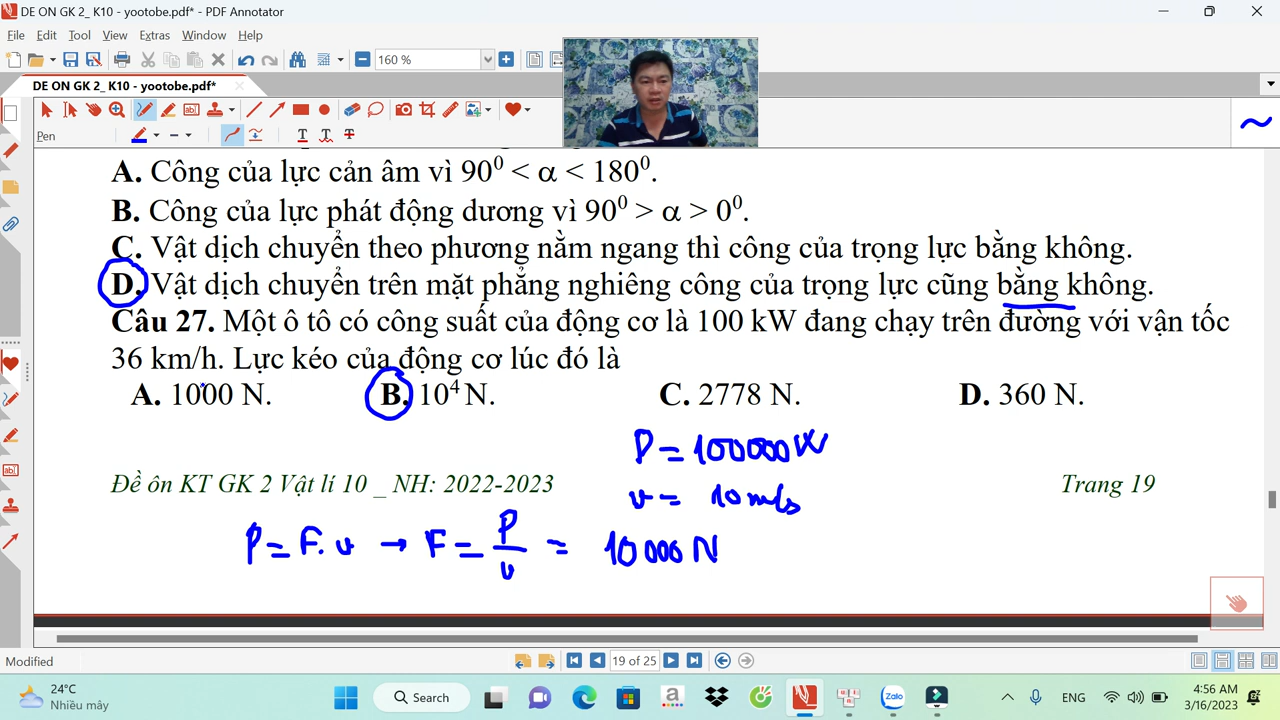 DE ON GK 2_ K10 - yootobe.pdf* - PDF Annotator
File Edit Tool View Extras Window Help
160 %
DE ON GK 2_ K10 - yootobe.pdf*
Pen
A. Công của lực cản âm vì 90⁰ < α < 180⁰.
B. Công của lực phát động dương vì 90⁰ > α > 0⁰.
C. Vật dịch chuyển theo phương nằm ngang thì công của trọng lực bằng không.
D. Vật dịch chuyển trên mặt phẳng nghiêng công của trọng lực cũng bằng không.
Câu 27. Một ô tô có công suất của động cơ là 100 kW đang chạy trên đường với vận tốc
36 km/h. Lực kéo của động cơ lúc đó là
A. 1000 N. B. 10⁴ N. C. 2778 N. D. 360 N.
P = 100000 W
Đề ôn KT GK 2 Vật lí 10 _ NH: 2022-2023 Trang 19
v = 10 m/s
P = F. v → F = P/v = 10000 N
19 of 25
Modified
24°C
Nhiều mây
Search
Zalo
ENG
4:56 AM
3/16/2023